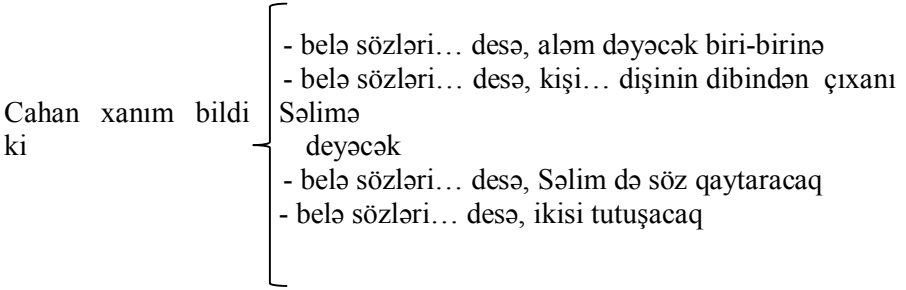 - belə sözləri… desə, aləm dəyəcək biri-birinə
- belə sözləri… desə, kişi… dişinin dibindən çıxanı
Cahan xanım bildi Səlimə
ki deyəcək
- belə sözləri… desə, Səlim də söz qaytaracaq
- belə sözləri… desə, ikisi tutuşacaq